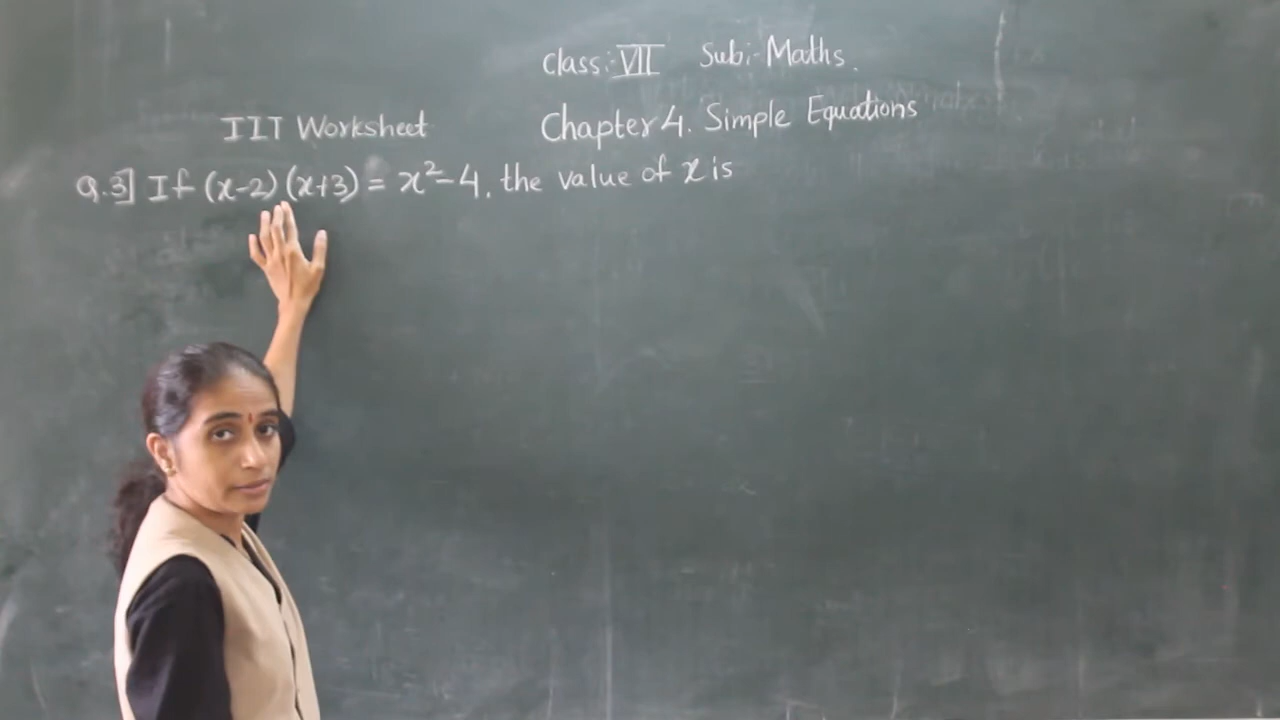 Class:- VII Sub:- Maths.
IIT Worksheet
Chapter 4. Simple Equations
Q.3] If (x-2)(x+3) = x²-4, the value of x is